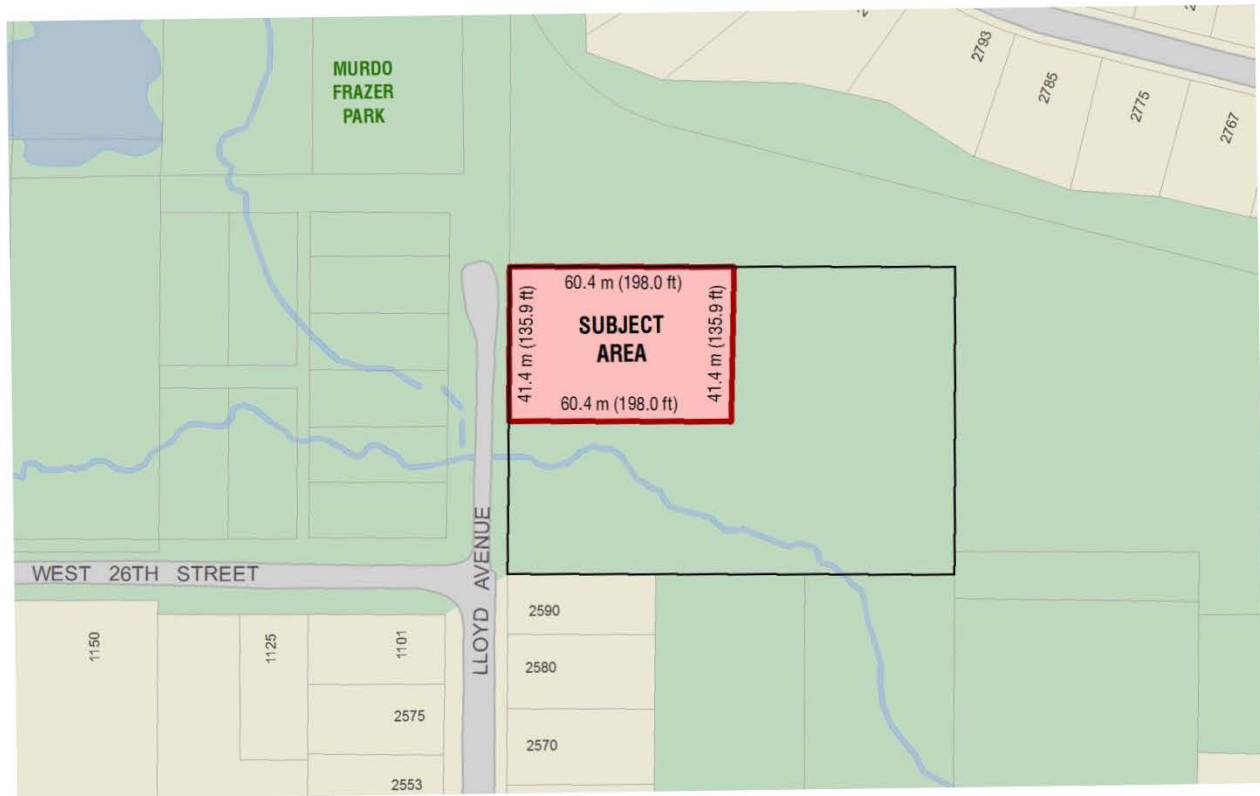 MURDO
FRAZER
PARK
2793
2785
2775
2767
60.4 m (198.0 ft)
41.4 m (135.9 ft)
SUBJECT
AREA
41.4 m (135.9 ft)
60.4 m (198.0 ft)
WEST 26TH STREET
LLOYD AVENUE
1150
1125
1101
2575
2553
2590
2580
2570